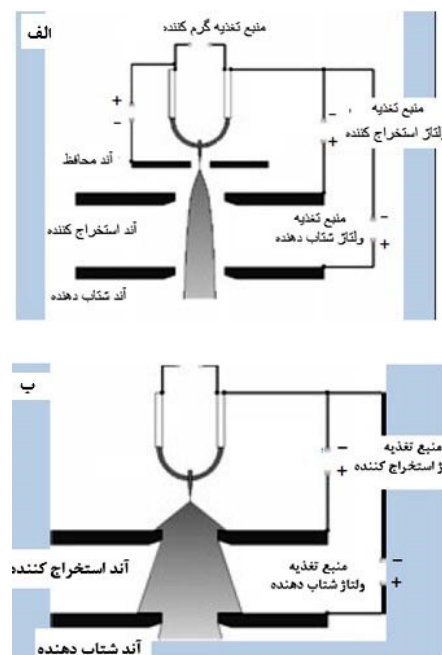 الف
منبع تغذیه گرم کننده
+
−
منبع تغذیه
ولتاژ استخراج کننده
−
+
آند محافظ
آند استخراج کننده
منبع تغذیه
ولتاژ شتاب دهنده
−
+
آند شتاب دهنده
ب
منبع تغذیه
استخراج کننده
−
+
آند استخراج کننده
منبع تغذیه
ولتاژ شتاب دهنده
−
+
آند شتاب دهنده